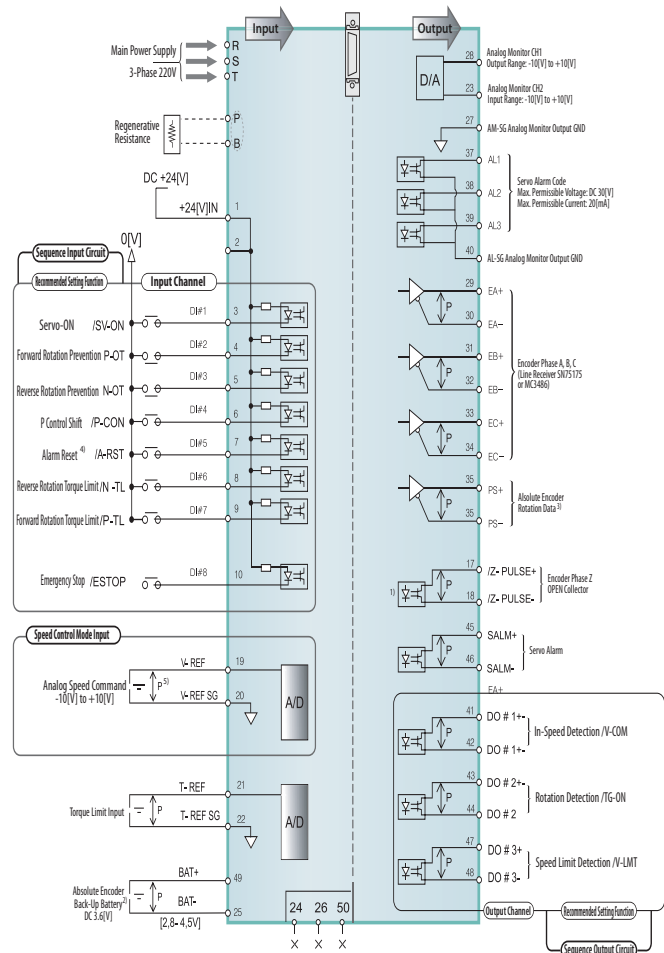 Input
Output
Main Power Supply
3-Phase 220V
R
S
T
Regenerative
Resistance
P
B
DC +24[V]
+24[V]IN
1
2
0[V]
Sequence Input Circuit
Recommended Setting Function
Input Channel
Servo-ON /SV-ON DI#1 3
Forward Rotation Prevention P-OT DI#2 4
Reverse Rotation Prevention N-OT DI#3 5
P Control Shift /P-CON DI#4 6
Alarm Reset 4) /A-RST DI#5 7
Reverse Rotation Torque Limit /N -TL DI#6 8
Forward Rotation Torque Limit /P-TL DI#7 9
Emergency Stop /ESTOP DI#8 10
Speed Control Mode Input
Analog Speed Command
-10[V] to +10[V]
P 5)
V- REF 19
V- REF SG 20
A/D
Torque Limit Input
P
T- REF 21
T- REF SG 22
A/D
Absolute Encoder
Back-Up Battery 2)
DC 3.6[V]
P
BAT+ 49
BAT- 25
[2,8- 4,5V]
24 26 50
X X X
D/A
28
Analog Monitor CH1
Output Range: -10[V] to +10[V]
23
Analog Monitor CH2
Input Range: -10[V] to +10[V]
27 AM-SG Analog Monitor Output GND
37 AL1
38 AL2
39 AL3
Servo Alarm Code
Max. Permissible Voltage: DC 30[V]
Max. Permissible Current: 20[mA]
40
AL-SG Analog Monitor Output GND
29 EA+
P
30 EA-
31 EB+
P
32 EB-
33 EC+
P
34 EC-
Encoder Phase A, B, C
(Line Receiver SN75175
or MC3486)
35 PS+
P
35 PS-
Absolute Encoder
Rotation Data 3)
1)
17 /Z- PULSE+
P
18 /Z- PULSE-
Encoder Phase Z
OPEN Collector
45 SALM+
P
46 SALM-
Servo Alarm
EA+
41 DO # 1+-
P
42 DO # 1+-
In-Speed Detection /V-COM
43 DO # 2+-
P
44 DO # 2
Rotation Detection /TG-ON
47 DO # 3+
P
48 DO # 3-
Speed Limit Detection /V-LMT
Output Channel
Recommended Setting Function
Sequence Output Circuit